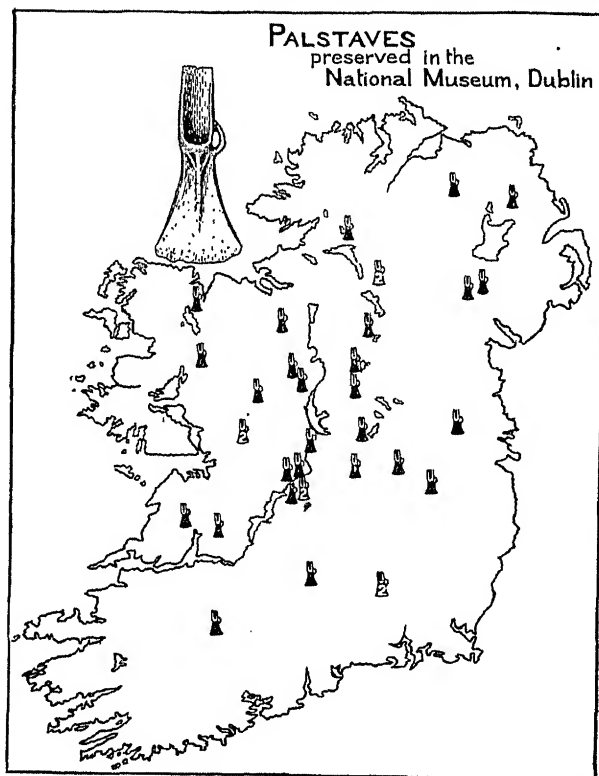 PALSTAVES
preserved in the
National Museum, Dublin